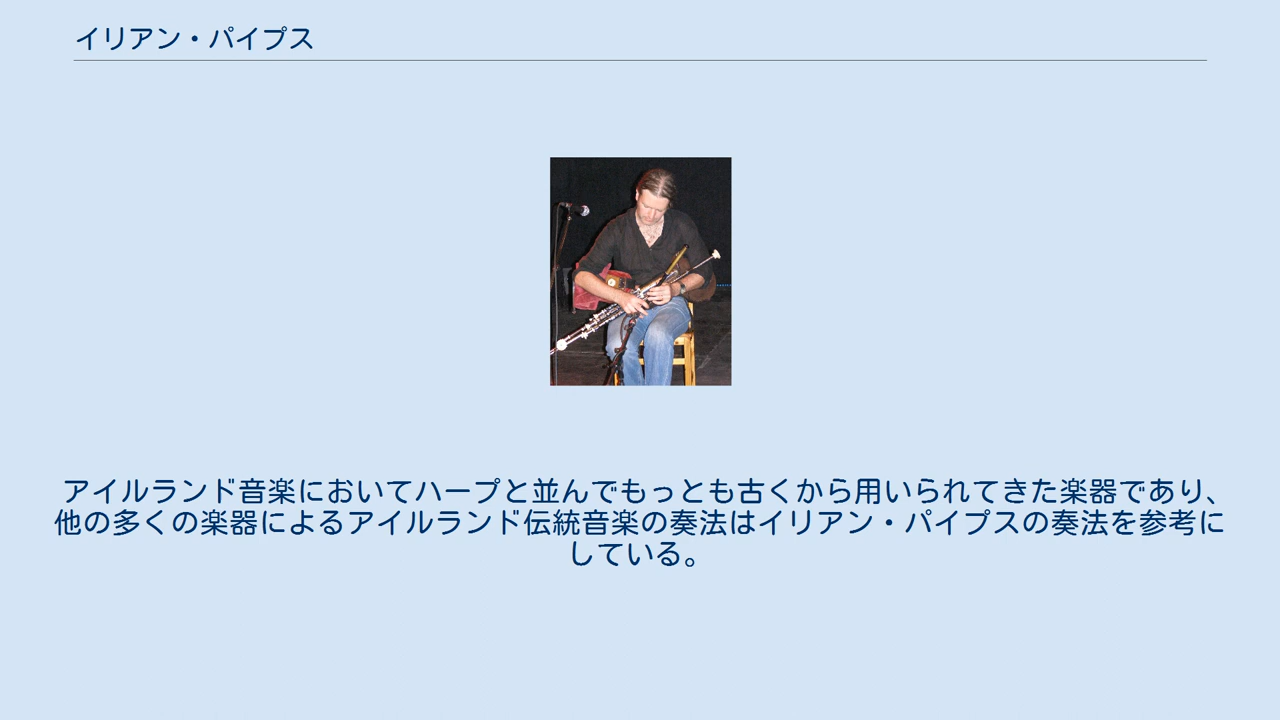 イリアン・パイプス
アイルランド音楽においてハープと並んでもっとも古くから用いられてきた楽器であり、
他の多くの楽器によるアイルランド伝統音楽の奏法はイリアン・パイプスの奏法を参考に
している。